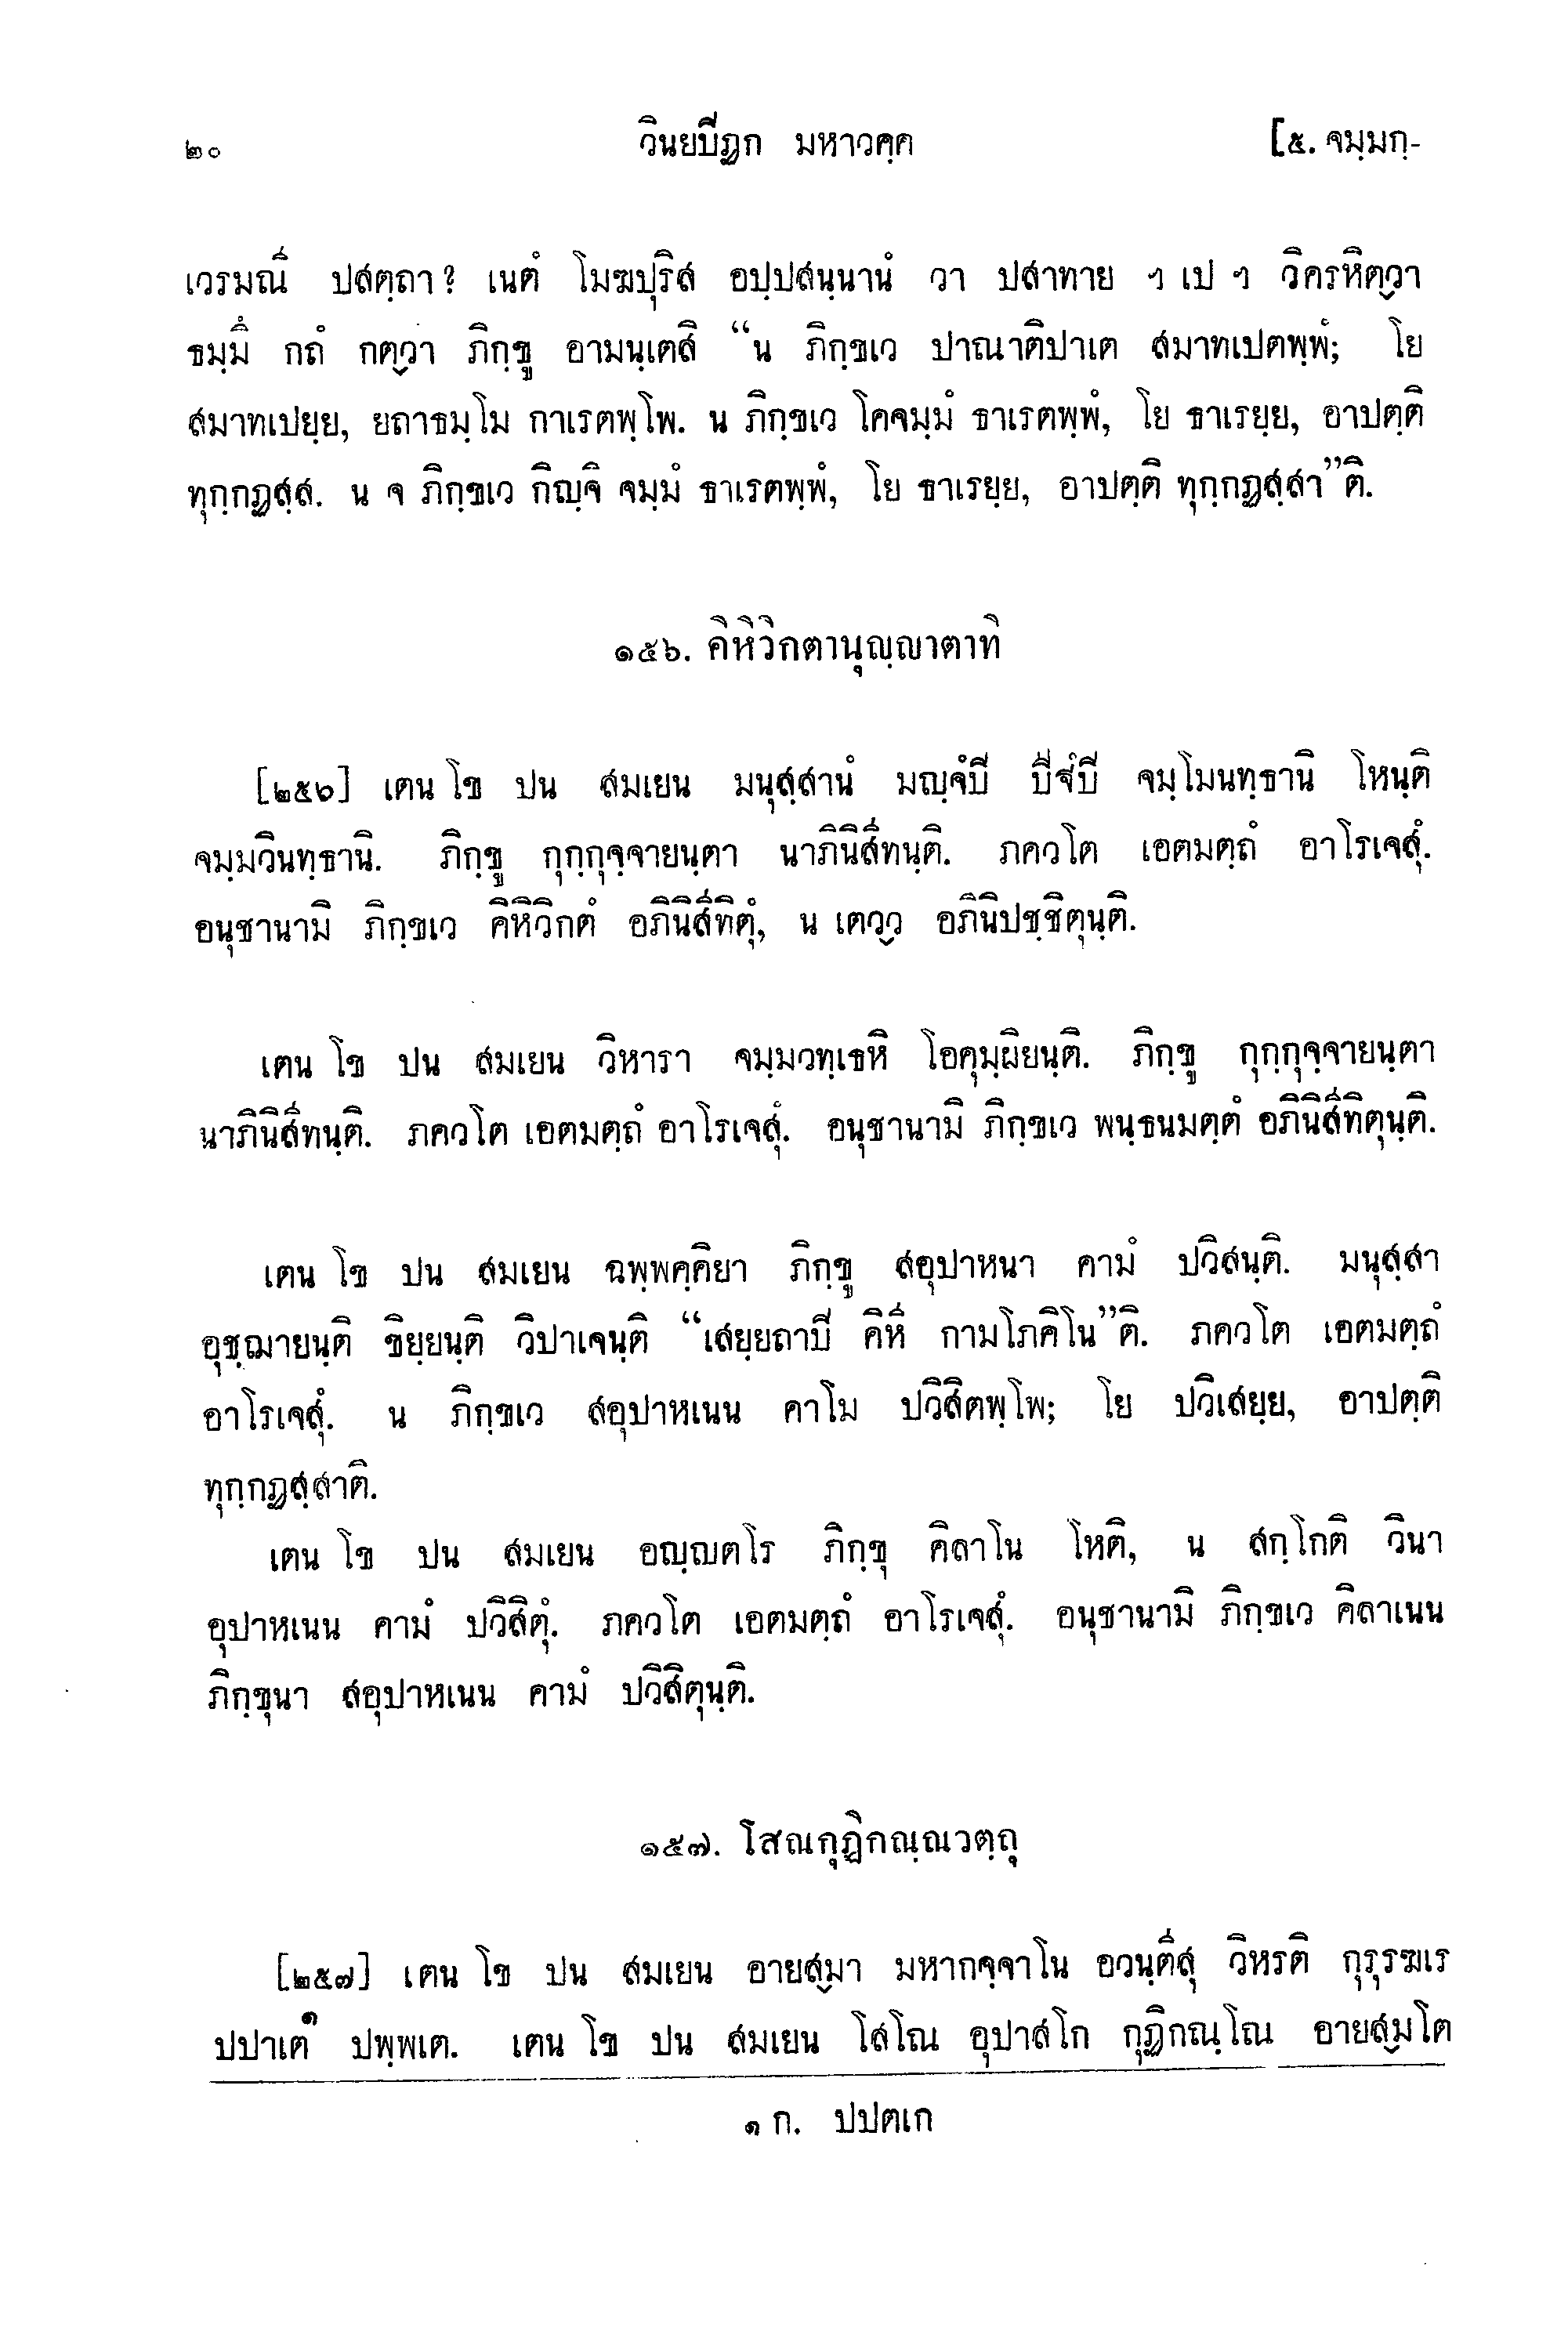 ๒๐ วินยปิฏก มหาวคฺค [๕. จมฺมกฺ-
เวรมณี ปสตฺถา? เนตํ โมฆปุริส อปฺปสนฺนานํ วา ปสาทาย ฯ เป ฯ วิครหิตฺวา
ธมฺมึ กถํ กตฺวา ภิกฺขู อามนฺเตสิ “น ภิกฺขเว ปาณาติปาเต สมาทเปตพฺพํ; โย
สมาทเปยฺย, ยถาธมฺโม กาเรตพฺโพ. น ภิกฺขเว โคจมฺมํ ธาเรตพฺพํ, โย ธาเรยฺย, อาปตฺติ
ทุกฺกฏสฺส. น จ ภิกฺขเว กิญฺจิ จมฺมํ ธาเรตพฺพํ, โย ธาเรยฺย, อาปตฺติ ทุกฺกฏสฺสา”ติ.
๑๕๖. คิหิวิกตานุญฺญาตาทิ
[๒๕๖] เตน โข ปน สมเยน มนุสฺสานํ มญฺจํปิ ปีฐํปิ จมฺโมนทฺธานิ โหนฺติ
จมฺมวินทฺธานิ. ภิกฺขู กุกฺกุจฺจายนฺตา นาภินิสีทนฺติ. ภควโต เอตมตฺถํ อาโรเจสุํ.
อนุชานามิ ภิกฺขเว คิหิวิกตํ อภินิสีทิตุํ, น เตฺวว อภินิปชฺชิตุนฺติ.
เตน โข ปน สมเยน วิหารา จมฺมวทฺเธหิ โอคุมฺผิยนฺติ. ภิกฺขู กุกฺกุจฺจายนฺตา
นาภินิสีทนฺติ. ภควโต เอตมตฺถํ อาโรเจสุํ. อนุชานามิ ภิกฺขเว พนฺธนมตฺตํ อภินิสีทิตุนฺติ.
เตน โข ปน สมเยน ฉพฺพคฺคิยา ภิกฺขู สอุปาหนา คามํ ปวิสนฺติ. มนุสฺสา
อุชฺฌายนฺติ ขิยฺยนฺติ วิปาเจนฺติ “เสยฺยถาปิ คิหี กามโภคิโน”ติ. ภควโต เอตมตฺถํ
อาโรเจสุํ. น ภิกฺขเว สอุปาหเนน คาโม ปวิสิตพฺโพ; โย ปวิเสยฺย, อาปตฺติ
ทุกฺกฏสฺสาติ.
เตน โข ปน สมเยน อญฺญตโร ภิกฺขุ คิลาโน โหติ, น สกฺโกติ วินา
อุปาหเนน คามํ ปวิสิตุํ. ภควโต เอตมตฺถํ อาโรเจสุํ. อนุชานามิ ภิกฺขเว คิลาเนน
ภิกฺขุนา สอุปาหเนน คามํ ปวิสิตุนฺติ.
๑๕๗. โสณกุฏิกณฺณวตฺถุ
[๒๕๗] เตน โข ปน สมเยน อายสฺมา มหากจฺจาโน อวนฺตีสุ วิหรติ กุรุรฆเร
ปปาเต๑ ปพฺพเต. เตน โข ปน สมเยน โสโณ อุปาสโก กุฏิกณฺโณ อายสฺมโต
๑ ก. ปปตเก